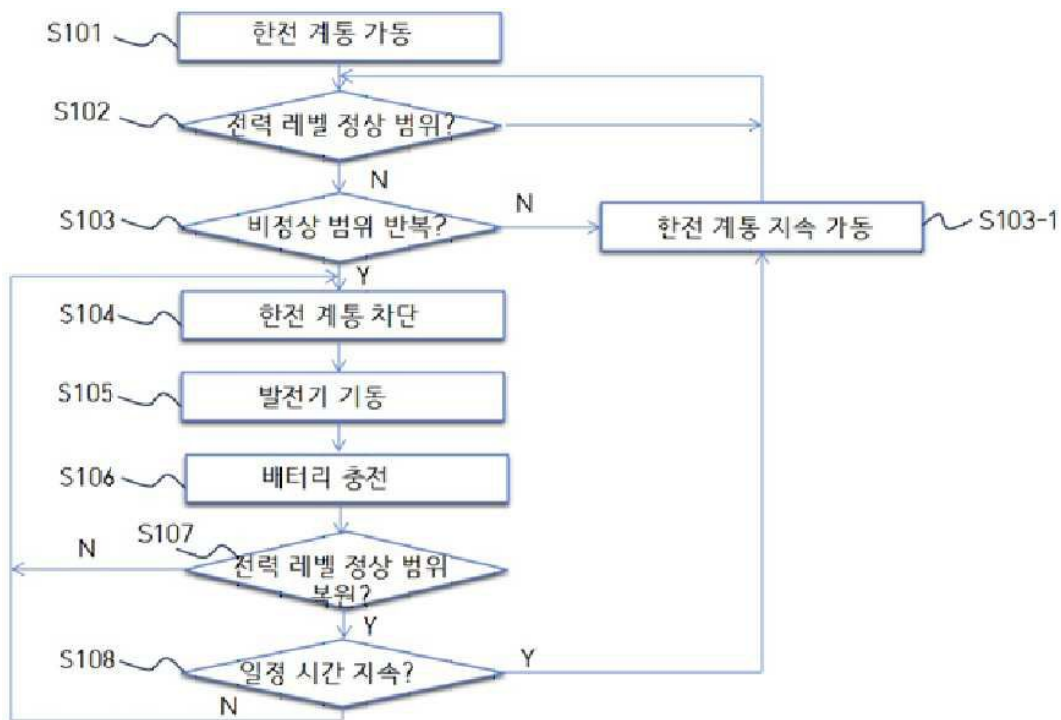 S101
한전 계통 가동
S102
전력 레벨 정상 범위?
N
S103
비정상 범위 반복?
N
한전 계통 지속 가동
S103-1
Y
S104
한전 계통 차단
S105
발전기 기동
S106
배터리 충전
S107
N
전력 레벨 정상 범위
복원?
Y
S108
일정 시간 지속?
Y
N